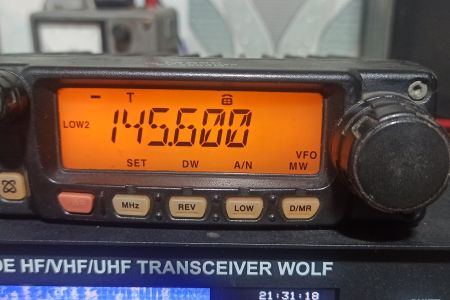 - T
LOW2 145.600
VFO
SET DW A/N MW
MHz REV LOW D/MR
DE HF/VHF/UHF TRANSCEIVER WOLF
21:31:18